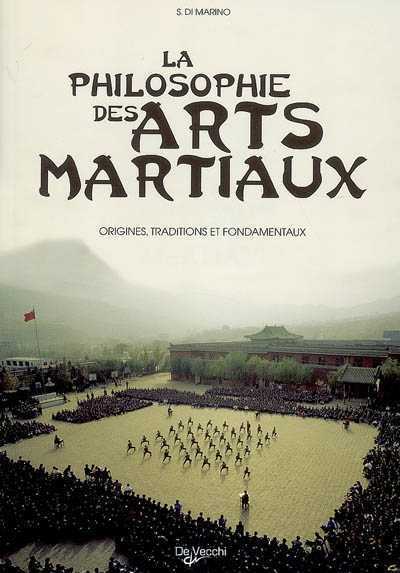 S. DI MARINO
LA
PHILOSOPHIE
DES ARTS
MARTIAUX
ORIGINES, TRADITIONS ET FONDAMENTAUX
De Vecchi